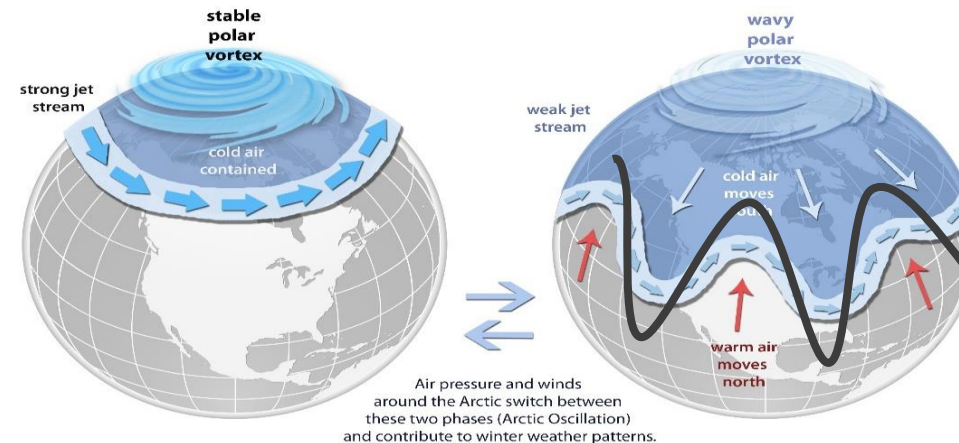 stable
polar
vortex
strong jet
stream
cold air
contained
wavy
polar
vortex
weak jet
stream
cold air
moves
warm air
moves
north
Air pressure and winds
around the Arctic switch between
these two phases (Arctic Oscillation)
and contribute to winter weather patterns.